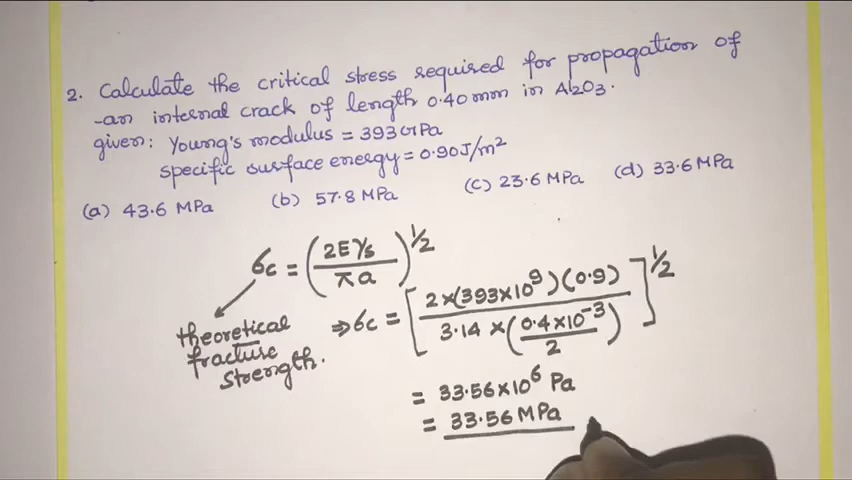 2. Calculate the critical stress required for propagation of
an internal crack of length 0.40 mm in Al2O3.
given: Young's modulus = 393 GPa
specific surface energy = 0.90 J/m²
(a) 43.6 MPa (b) 57.8 MPa (c) 23.6 MPa (d) 33.6 MPa
σc = (2Eγs / πa)^1/2
theoretical fracture strength.
⇒ σc = [2×(393×10⁹)(0.9) / 3.14 × (0.4×10⁻³ / 2)]^1/2
= 33.56×10⁶ Pa
= 33.56 MPa